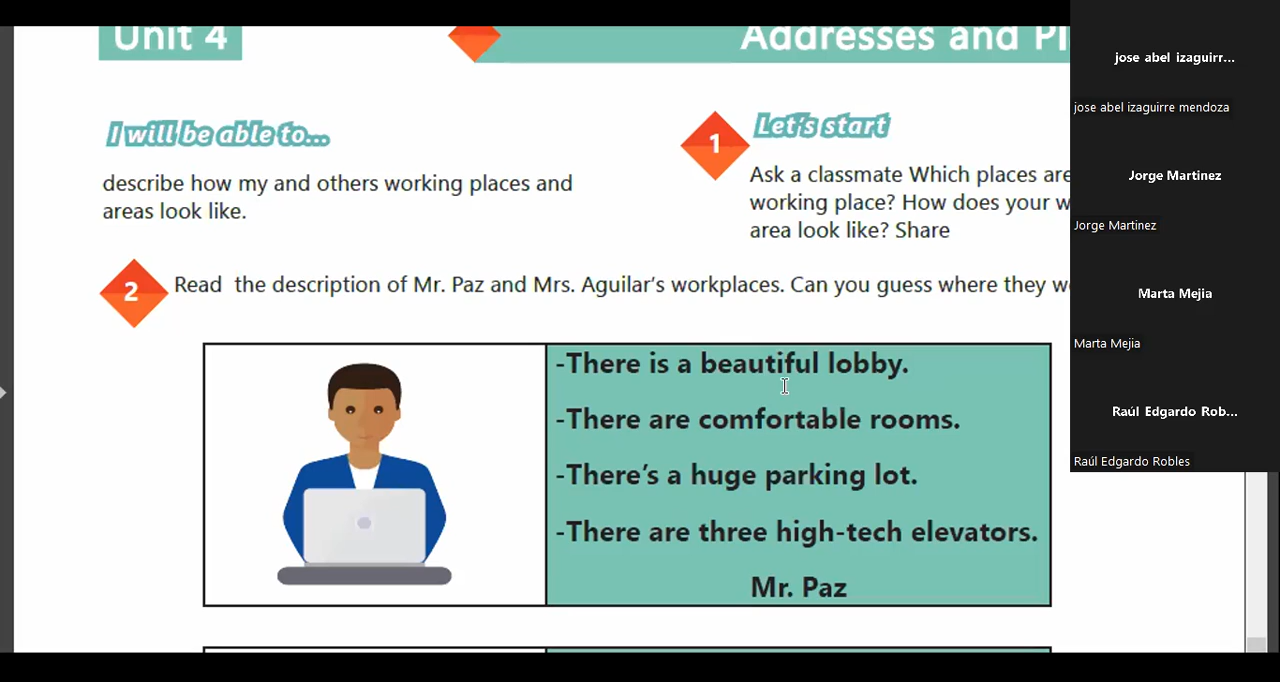 Unit 4
Addresses and Pl
I will be able to...
describe how my and others working places and
areas look like.
1
Let's start
Ask a classmate Which places are
working place? How does your w
area look like? Share
2
Read the description of Mr. Paz and Mrs. Aguilar's workplaces. Can you guess where they w
-There is a beautiful lobby.
-There are comfortable rooms.
-There's a huge parking lot.
-There are three high-tech elevators.
Mr. Paz
jose abel izaguirr...
jose abel izaguirre mendoza
Jorge Martinez
Jorge Martinez
Marta Mejia
Marta Mejia
Raúl Edgardo Rob...
Raúl Edgardo Robles